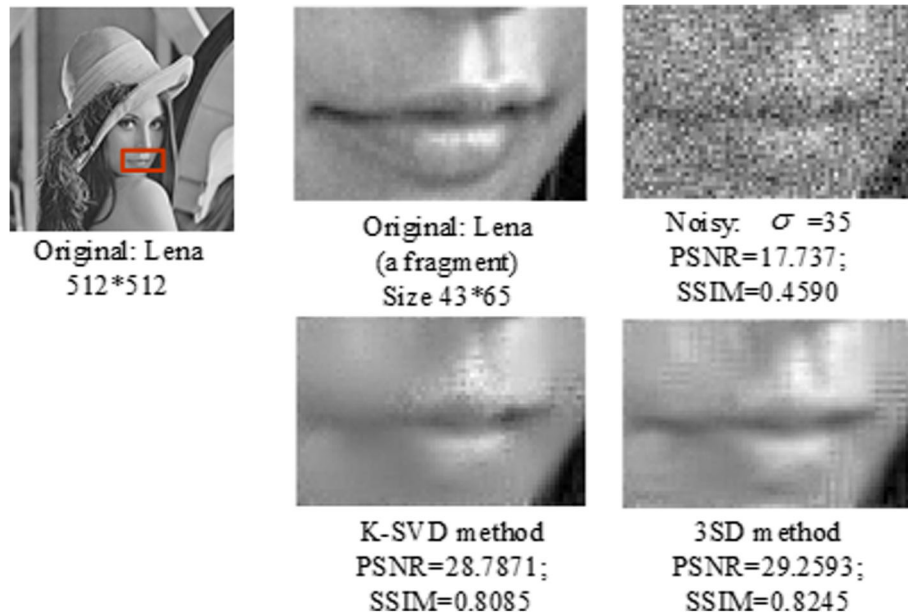 Original: Lena
512*512
Original: Lena
(a fragment)
Size 43*65
Noisy: σ =35
PSNR=17.737;
SSIM=0.4590
K-SVD method
PSNR=28.7871;
SSIM=0.8085
3SD method
PSNR=29.2593;
SSIM=0.8245